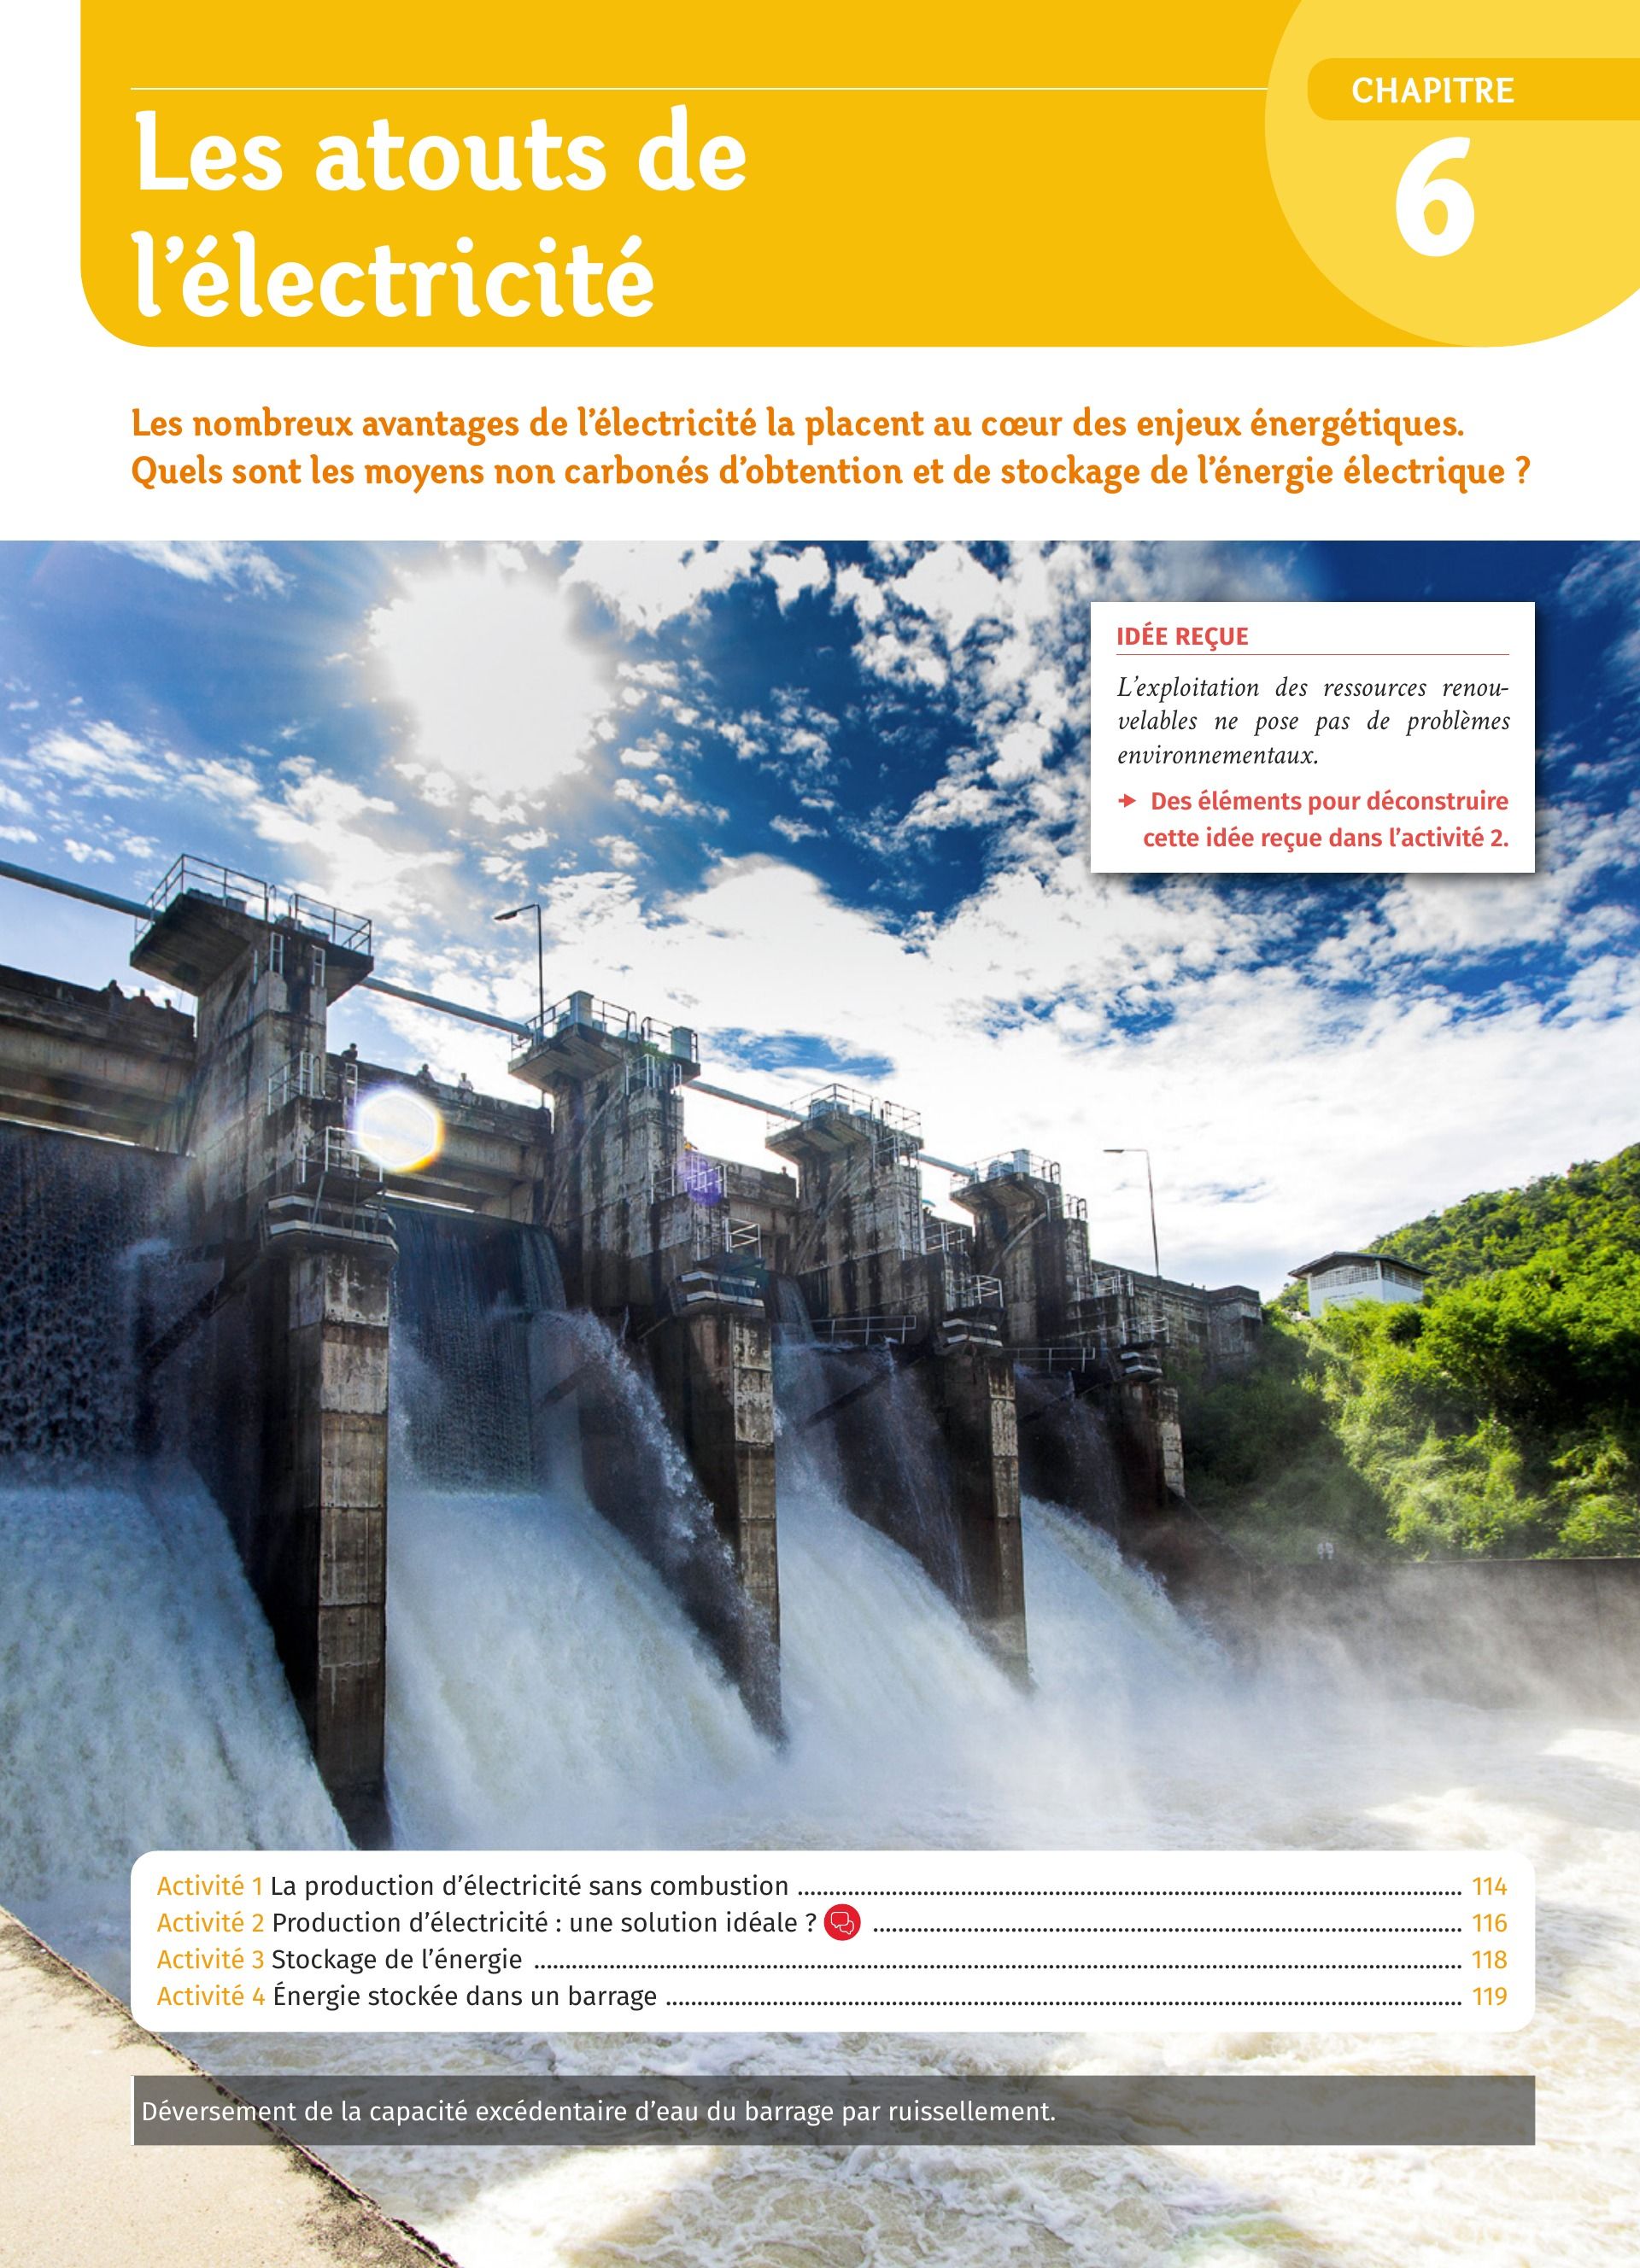 CHAPITRE
6
Les atouts de
l'électricité
Les nombreux avantages de l'électricité la placent au cœur des enjeux énergétiques.
Quels sont les moyens non carbonés d'obtention et de stockage de l'énergie électrique ?
IDÉE REÇUE
L'exploitation des ressources renou-
velables ne pose pas de problèmes
environnementaux.
→ Des éléments pour déconstruire
cette idée reçue dans l'activité 2.
Activité 1 La production d'électricité sans combustion .......... 114
Activité 2 Production d'électricité : une solution idéale ? .......... 116
Activité 3 Stockage de l'énergie .......... 118
Activité 4 Énergie stockée dans un barrage .......... 119
Déversement de la capacité excédentaire d'eau du barrage par ruissellement.